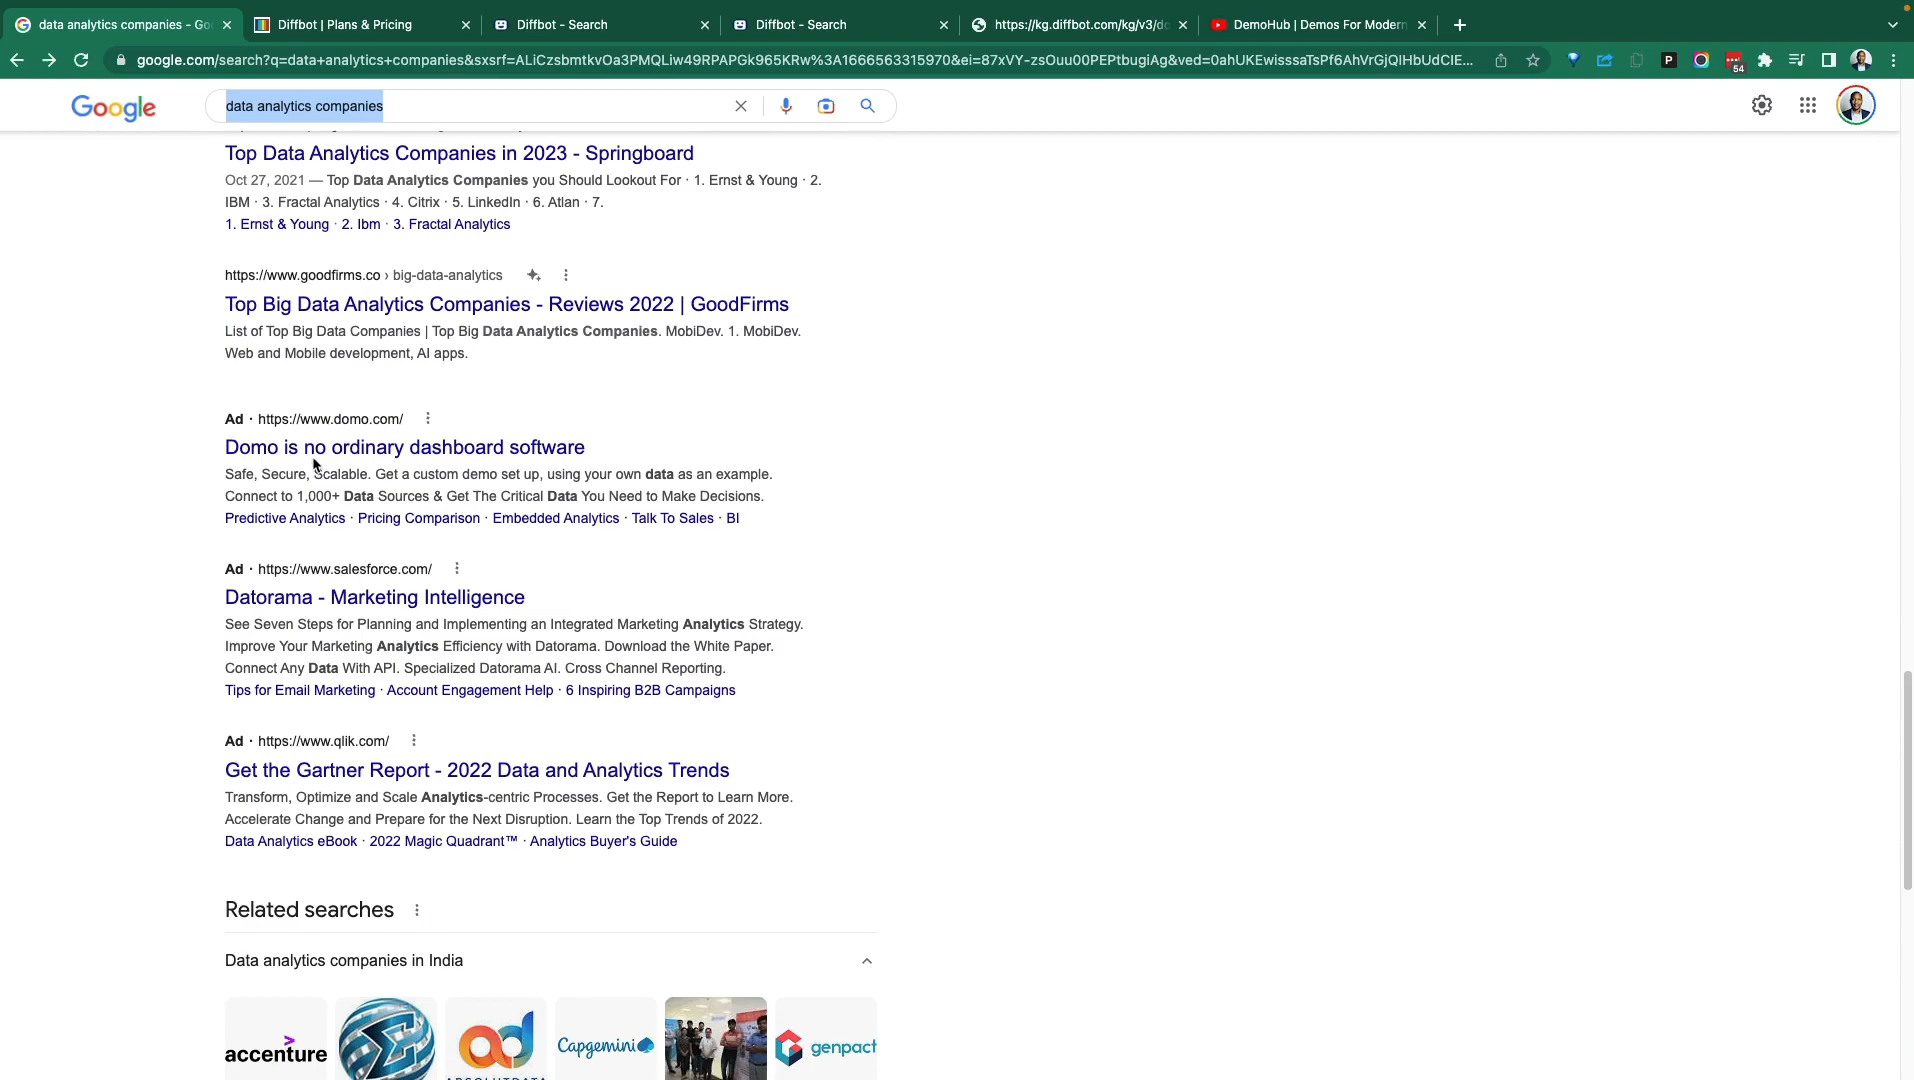 data analytics companies - Go
Diffbot | Plans & Pricing
Diffbot - Search
Diffbot - Search
https://kg.diffbot.com/kg/v3/do
DemoHub | Demos For Modern
google.com/search?q=data+analytics+companies&sxsrf=ALiCzsbmtkvOa3PMQLiw49RPAPGk965KRw%3A1666563315970&ei=87xVY-zsOuu00PEPtbugiAg&ved=0ahUKEwisssaTsPf6AhVrGjQIHbUdCIE...
P
54
Google
data analytics companies
Top Data Analytics Companies in 2023 - Springboard
Oct 27, 2021 — Top Data Analytics Companies you Should Lookout For · 1. Ernst & Young · 2.
IBM · 3. Fractal Analytics · 4. Citrix · 5. LinkedIn · 6. Atlan · 7.
1. Ernst & Young · 2. Ibm · 3. Fractal Analytics
https://www.goodfirms.co › big-data-analytics
Top Big Data Analytics Companies - Reviews 2022 | GoodFirms
List of Top Big Data Companies | Top Big Data Analytics Companies. MobiDev. 1. MobiDev.
Web and Mobile development, AI apps.
Ad · https://www.domo.com/
Domo is no ordinary dashboard software
Safe, Secure, Scalable. Get a custom demo set up, using your own data as an example.
Connect to 1,000+ Data Sources & Get The Critical Data You Need to Make Decisions.
Predictive Analytics · Pricing Comparison · Embedded Analytics · Talk To Sales · BI
Ad · https://www.salesforce.com/
Datorama - Marketing Intelligence
See Seven Steps for Planning and Implementing an Integrated Marketing Analytics Strategy.
Improve Your Marketing Analytics Efficiency with Datorama. Download the White Paper.
Connect Any Data With API. Specialized Datorama AI. Cross Channel Reporting.
Tips for Email Marketing · Account Engagement Help · 6 Inspiring B2B Campaigns
Ad · https://www.qlik.com/
Get the Gartner Report - 2022 Data and Analytics Trends
Transform, Optimize and Scale Analytics-centric Processes. Get the Report to Learn More.
Accelerate Change and Prepare for the Next Disruption. Learn the Top Trends of 2022.
Data Analytics eBook · 2022 Magic Quadrant™ · Analytics Buyer's Guide
Related searches
Data analytics companies in India
accenture
Capgemini
genpact